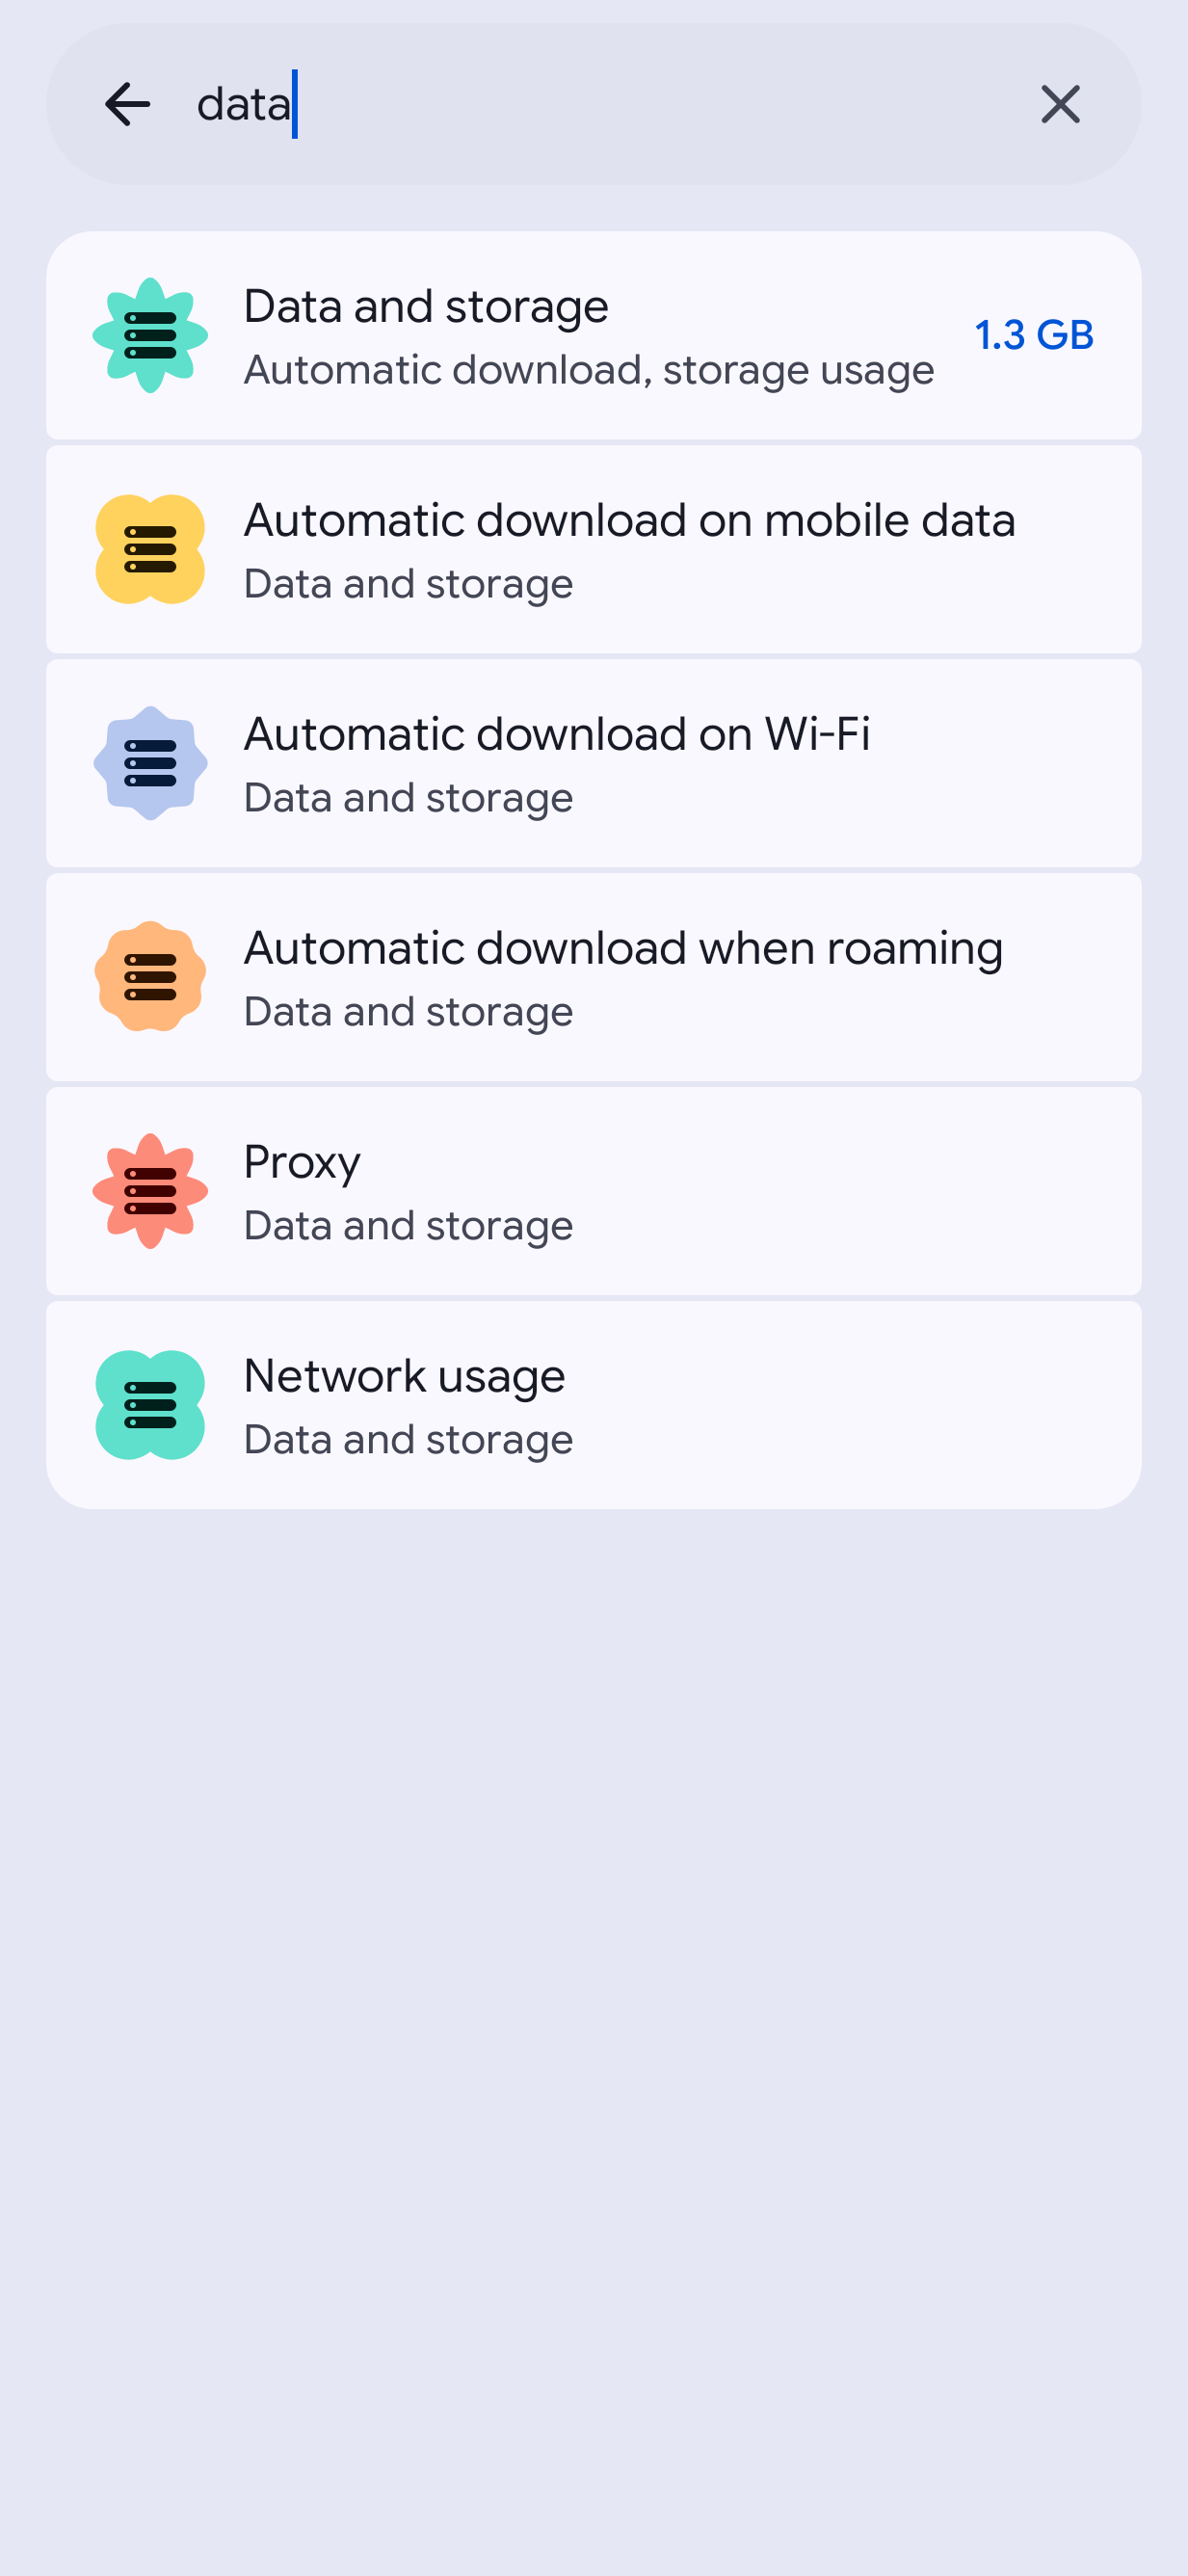 data
Data and storage
Automatic download, storage usage
1.3 GB
Automatic download on mobile data
Data and storage
Automatic download on Wi-Fi
Data and storage
Automatic download when roaming
Data and storage
Proxy
Data and storage
Network usage
Data and storage